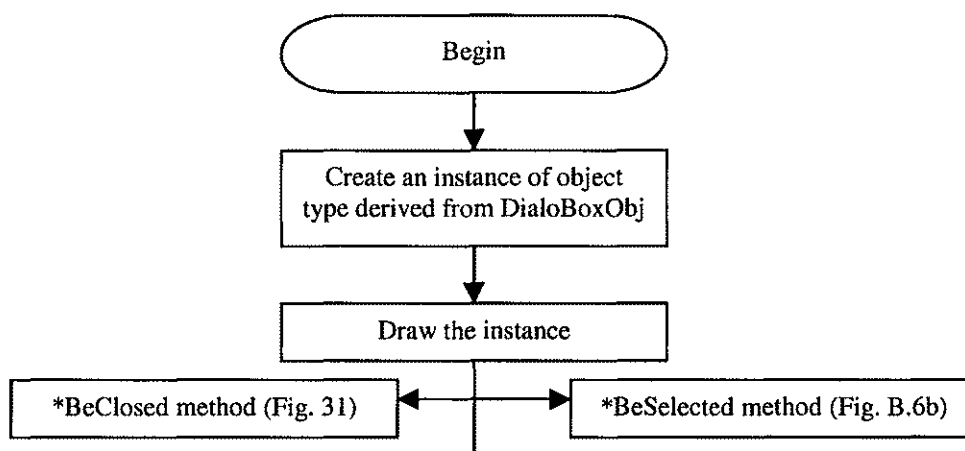 Begin
Create an instance of object
type derived from DialoBoxObj
Draw the instance
*BeClosed method (Fig. 31)
*BeSelected method (Fig. B.6b)